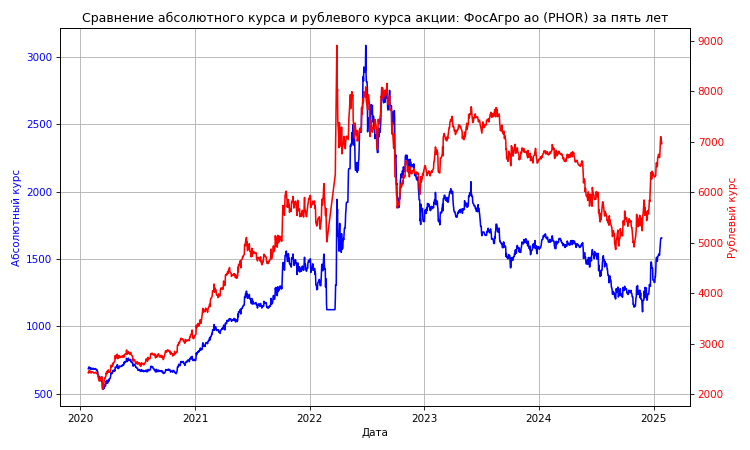 Сравнение абсолютного курса и рублевого курса акции: ФосАгро ао (PHOR) за пять лет
3000
2500
2000
1500
1000
500
Абсолютный курс
9000
8000
7000
6000
5000
4000
3000
2000
Рублевый курс
2020 2021 2022 2023 2024 2025
Дата